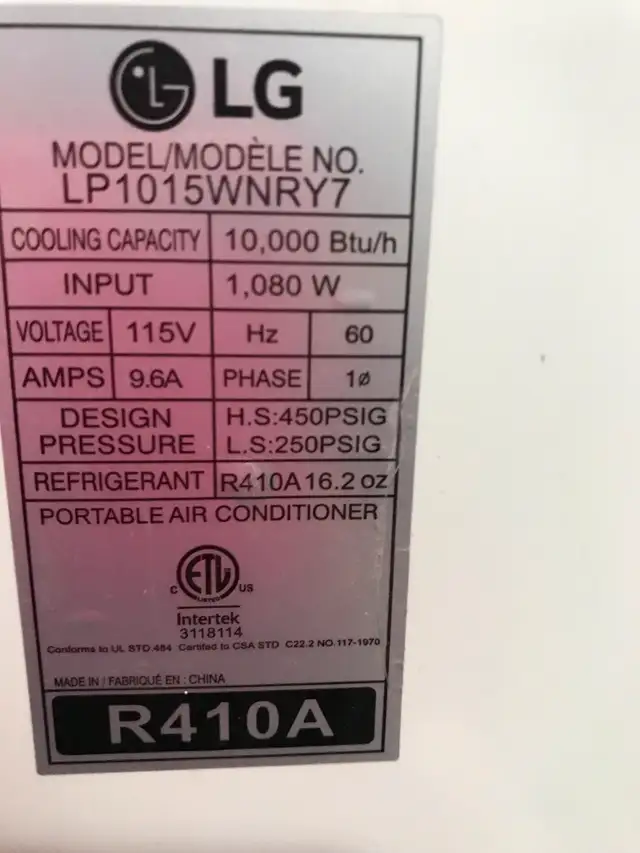 LG
MODEL/MODÈLE NO.
LP1015WNRY7
COOLING CAPACITY 10,000 Btu/h
INPUT 1,080 W
VOLTAGE 115V Hz 60
AMPS 9.6A PHASE 1ø
DESIGN PRESSURE H.S:450PSIG
L.S:250PSIG
REFRIGERANT R410A 16.2 oz
PORTABLE AIR CONDITIONER
C ETL US
LISTED
Intertek
3118114
Conforms to UL STD.484 Certified to CSA STD C22.2 NO.117-1970
MADE IN / FABRIQUÉ EN : CHINA
R410A